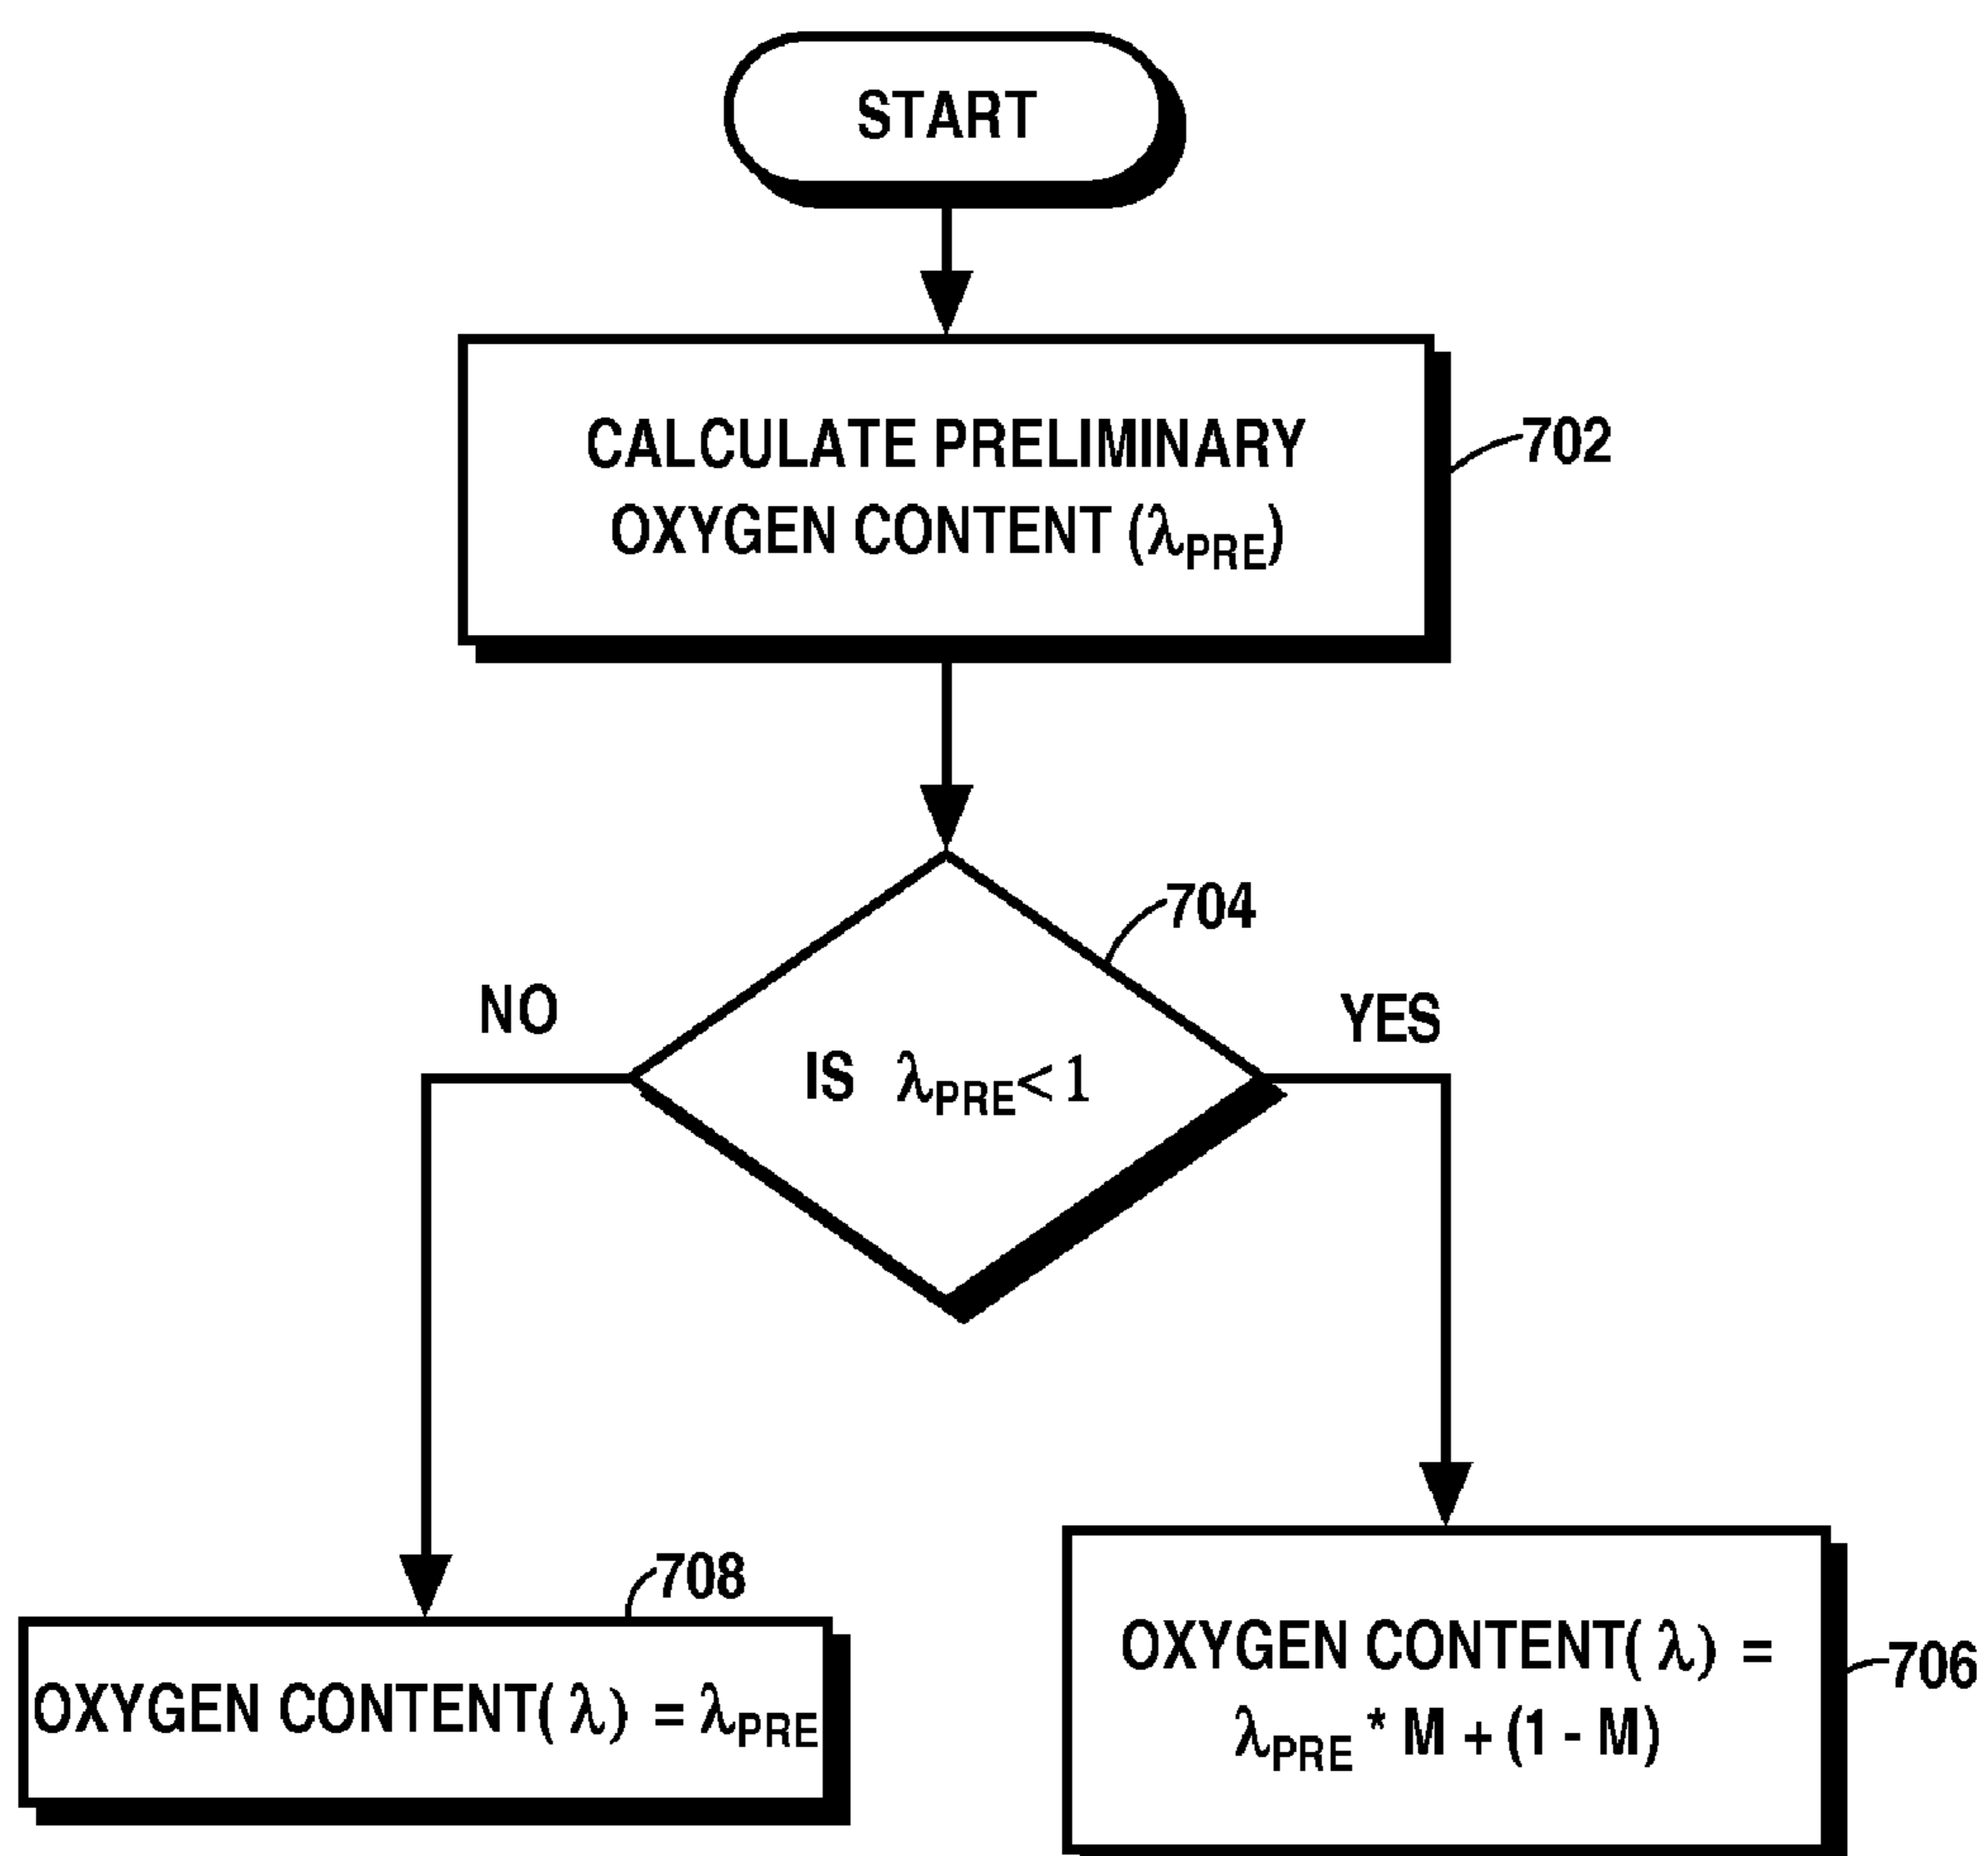 START
CALCULATE PRELIMINARY
OXYGEN CONTENT (λPRE)
702
704
NO
YES
IS λPRE< 1
708
OXYGEN CONTENT( λ) = λPRE
OXYGEN CONTENT( λ) =
λPRE * M + (1 - M)
706